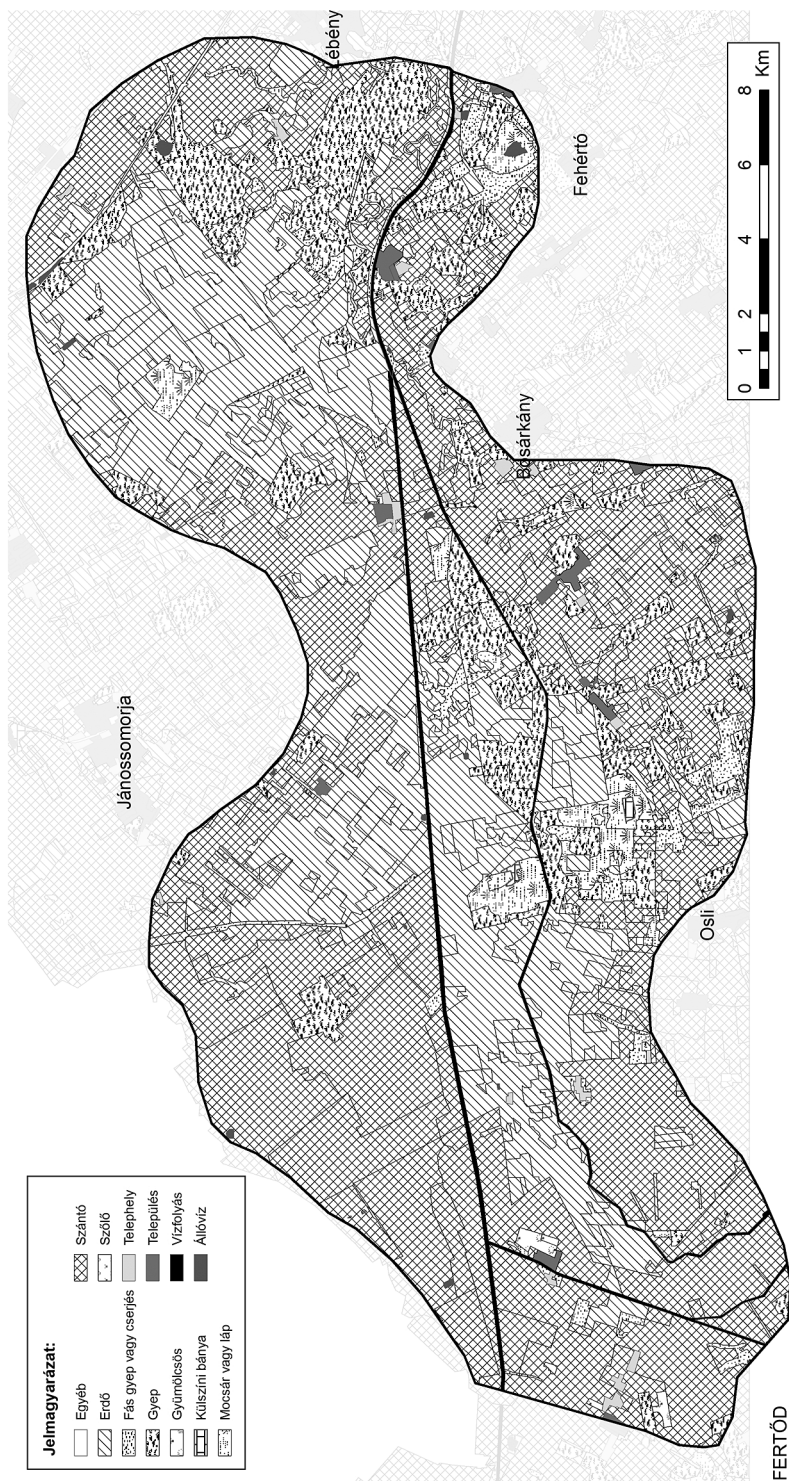 Jelmagyarázat:
Egyéb
Erdő
Fás gyep vagy cserjés
Gyep
Gyümölcsös
Külszíni bánya
Mocsár vagy láp
Szántó
Szőlő
Telephely
Település
Vízfolyás
Állóvíz
Jánossomorja
Lébény
Fehértó
Bősárkány
Osli
FERTŐD
0 1 2 4 6 8
Km